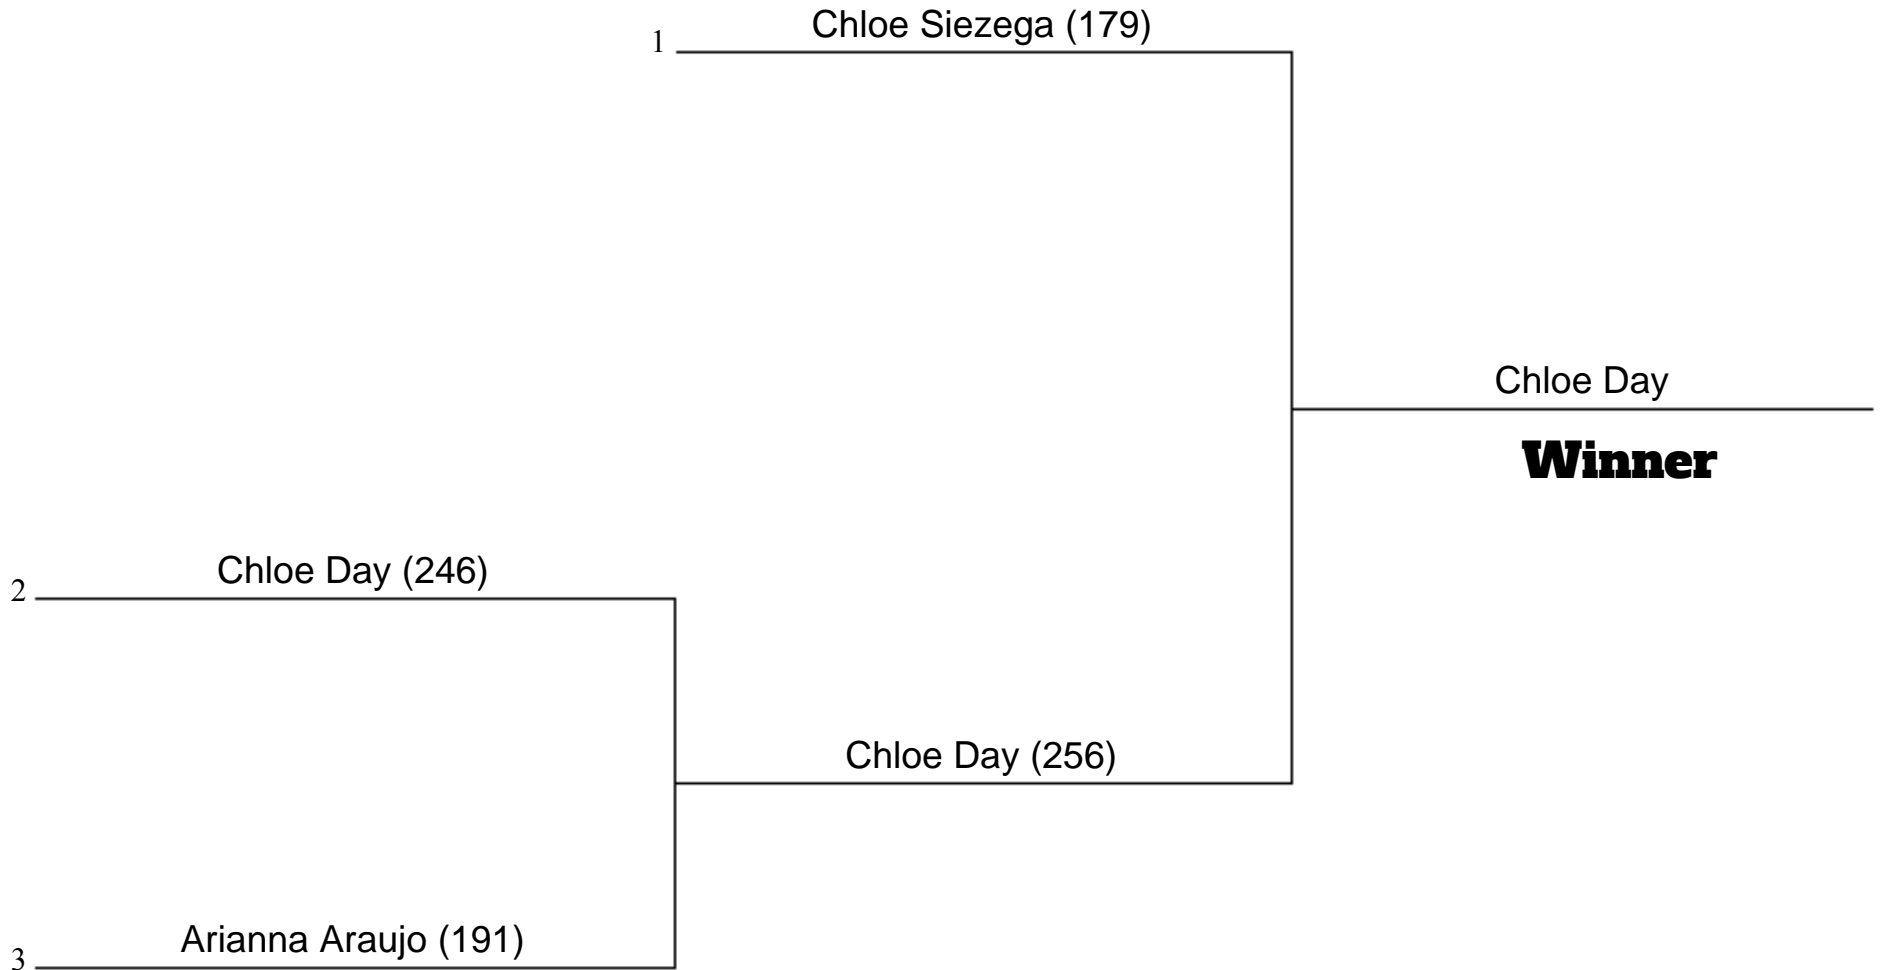 1
Chloe Siezega (179)
Chloe Day
Winner
2
Chloe Day (246)
Chloe Day (256)
3
Arianna Araujo (191)